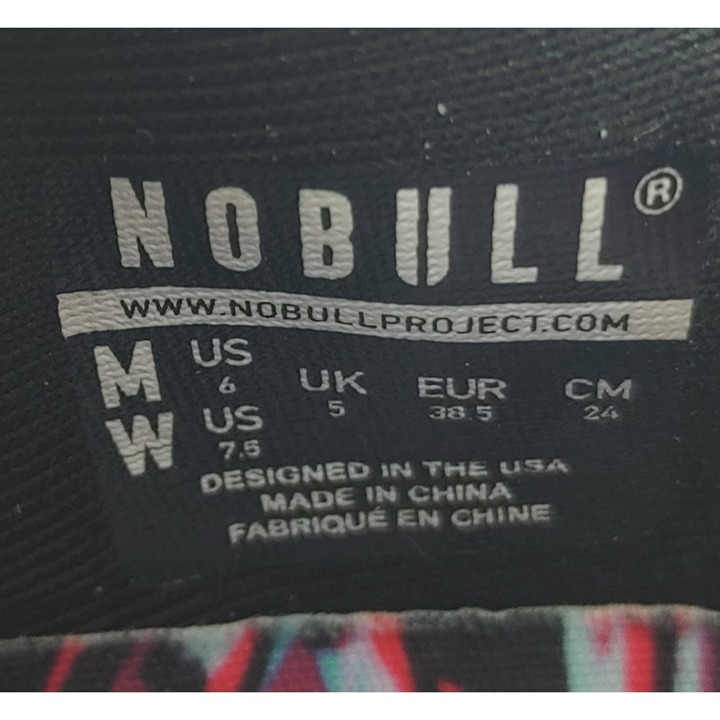 NOBULL®
WWW.NOBULLPROJECT.COM
M US 6 UK 5 EUR 38.5 CM 24
W US 7.5
DESIGNED IN THE USA
MADE IN CHINA
FABRIQUÉ EN CHINE